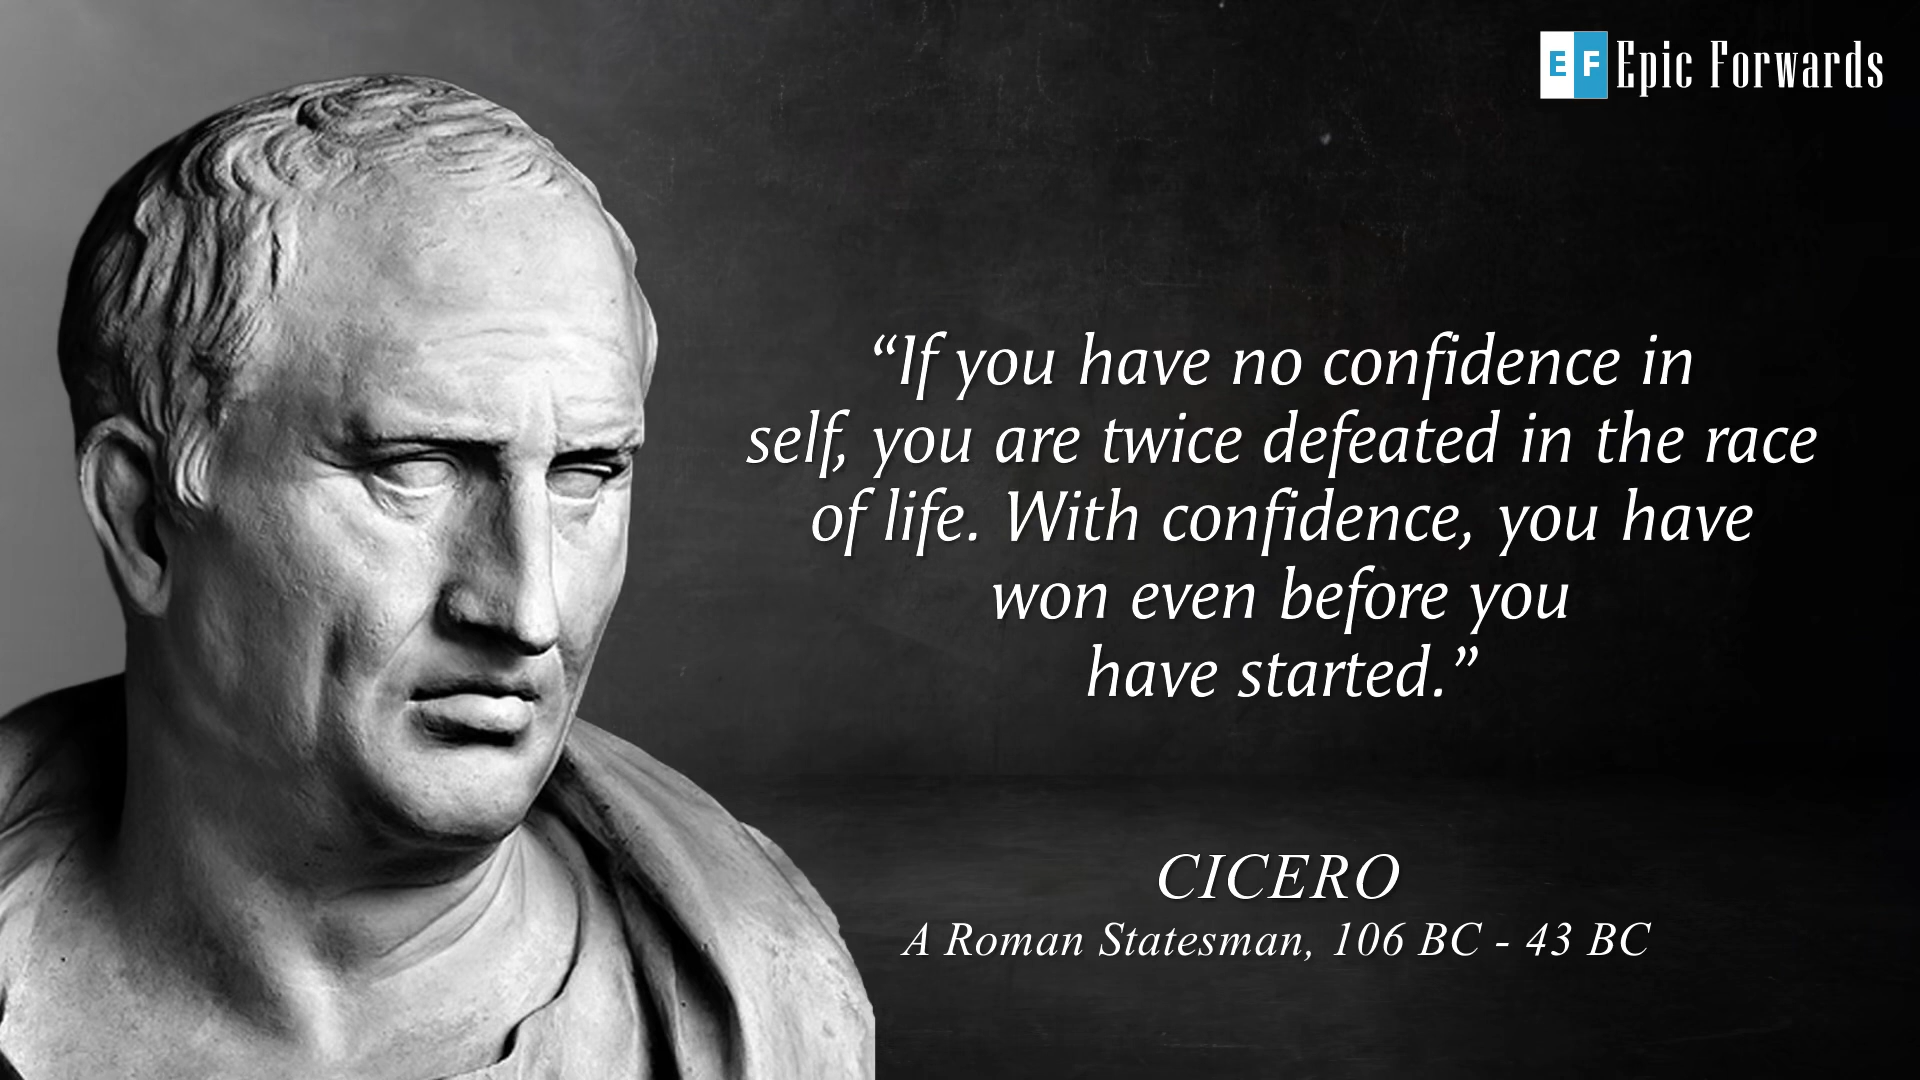 EF Epic Forwards
“If you have no confidence in
self, you are twice defeated in the race
of life. With confidence, you have
won even before you
have started.”
CICERO
A Roman Statesman, 106 BC - 43 BC